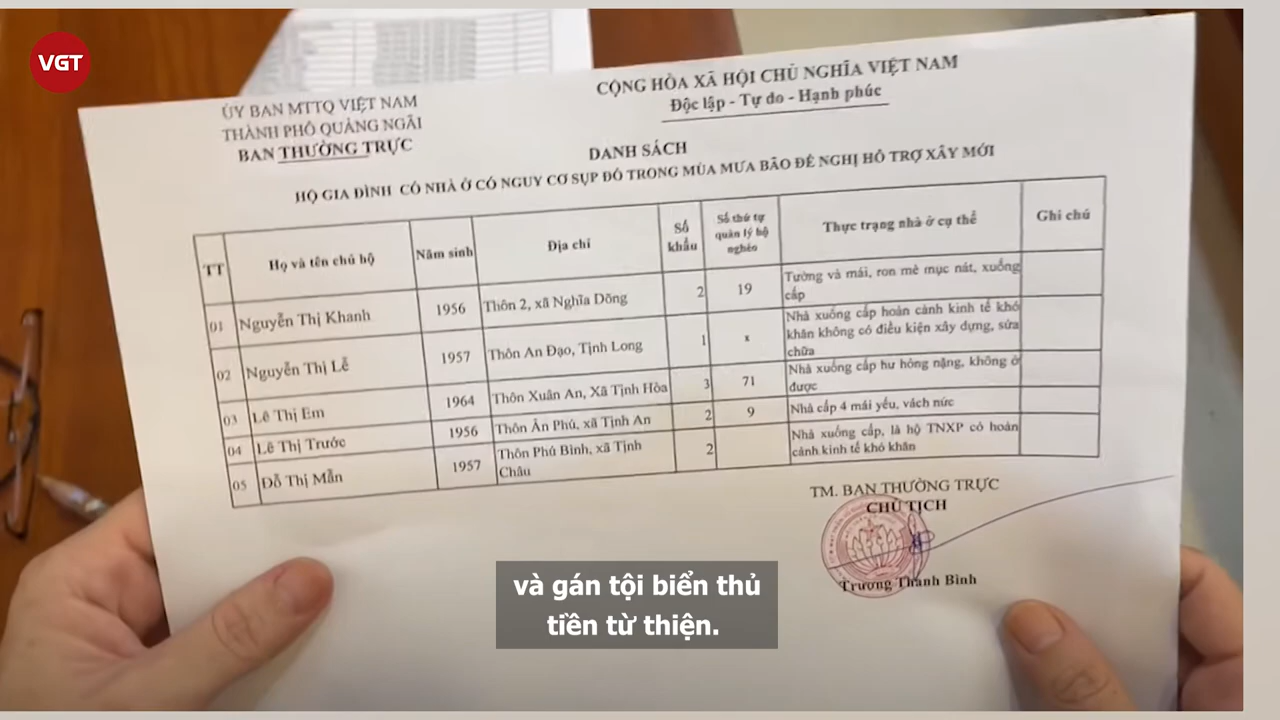 VGT
ỦY BAN MTTQ VIỆT NAM
THÀNH PHỐ QUẢNG NGÃI
BAN THƯỜNG TRỰC
CỘNG HÒA XÃ HỘI CHỦ NGHĨA VIỆT NAM
Độc lập - Tự do - Hạnh phúc
DANH SÁCH
HỘ GIA ĐÌNH CÓ NHÀ Ở CÓ NGUY CƠ SỤP ĐỔ TRONG MÙA MƯA BÃO ĐỀ NGHỊ HỖ TRỢ XÂY MỚI
TT Họ và tên chủ hộ Năm sinh Địa chỉ Số khẩu Số thứ tự quản lý hộ nghèo Thực trạng nhà ở cụ thể Ghi chú
01 Nguyễn Thị Khanh 1956 Thôn 2, xã Nghĩa Dõng 2 19 Tường và mái, ron mè mục nát, xuống cấp
02 Nguyễn Thị Lễ 1957 Thôn An Đạo, Tịnh Long 1 x Nhà xuống cấp hoàn cảnh kinh tế khó khăn không có điều kiện xây dựng, sửa chữa
03 Lê Thị Em 1964 Thôn Xuân An, Xã Tịnh Hòa 3 71 Nhà xuống cấp hư hỏng nặng, không ở được
04 Lê Thị Trước 1956 Thôn Ân Phú, xã Tịnh An 2 9 Nhà cấp 4 mái yếu, vách nức
05 Đỗ Thị Mẫn 1957 Thôn Phú Bình, xã Tịnh Châu 2 Nhà xuống cấp, là hộ TNXP có hoàn cảnh kinh tế khó khăn
TM. BAN THƯỜNG TRỰC
CHỦ TỊCH
Trương Thanh Bình
và gán tội biển thủ
tiền từ thiện.